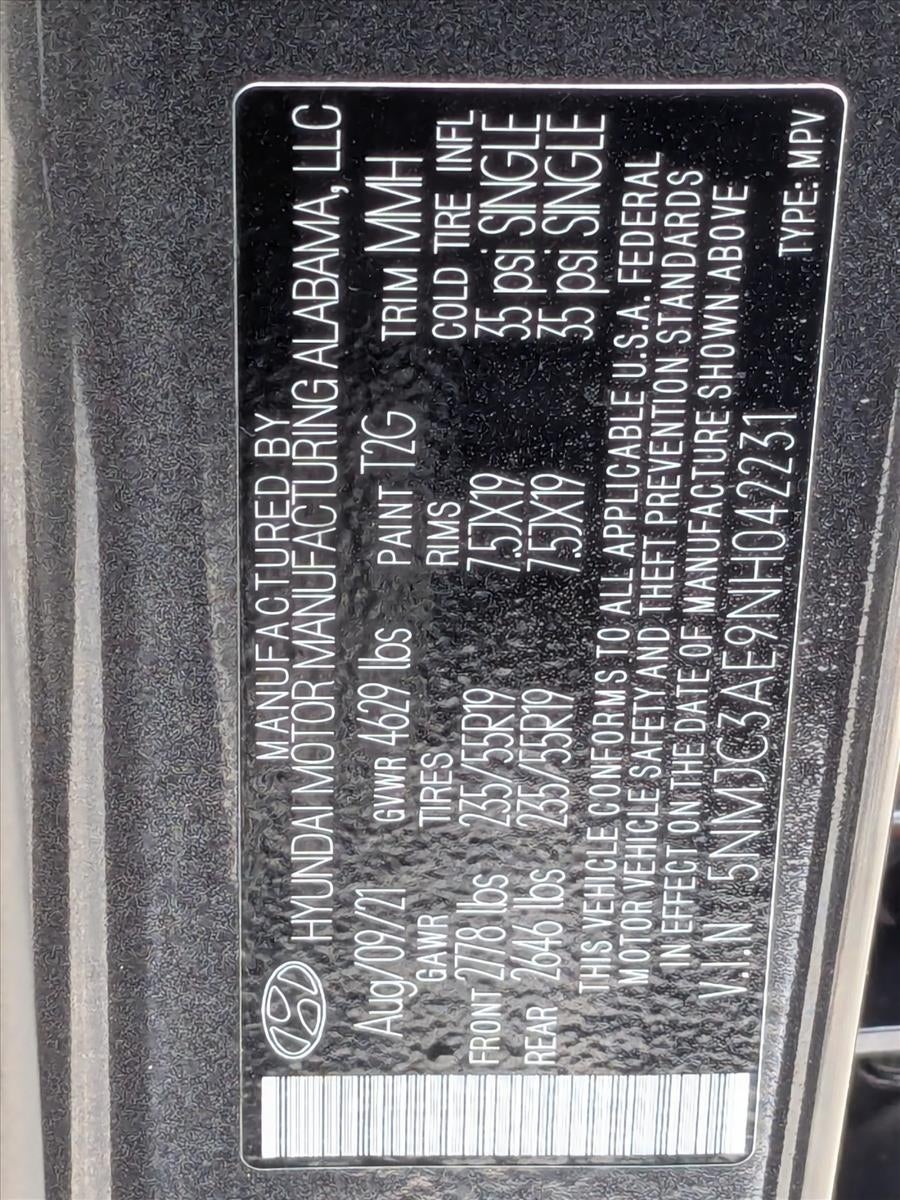 MANUFACTURED BY
HYUNDAI MOTOR MANUFACTURING ALABAMA, LLC
Aug/09/21 GVWR 4629 lbs PAINT T2G TRIM MMH
GAWR TIRES RIMS COLD TIRE INFL
FRONT 2778 lbs 235/55R19 7.5JX19 35 psi SINGLE
REAR 2646 lbs 235/55R19 7.5JX19 35 psi SINGLE
THIS VEHICLE CONFORMS TO ALL APPLICABLE U.S.A. FEDERAL
MOTOR VEHICLE SAFETY AND THEFT PREVENTION STANDARDS
IN EFFECT ON THE DATE OF MANUFACTURE SHOWN ABOVE
V.I.N 5NMJC3AE9NH042231
TYPE: MPV